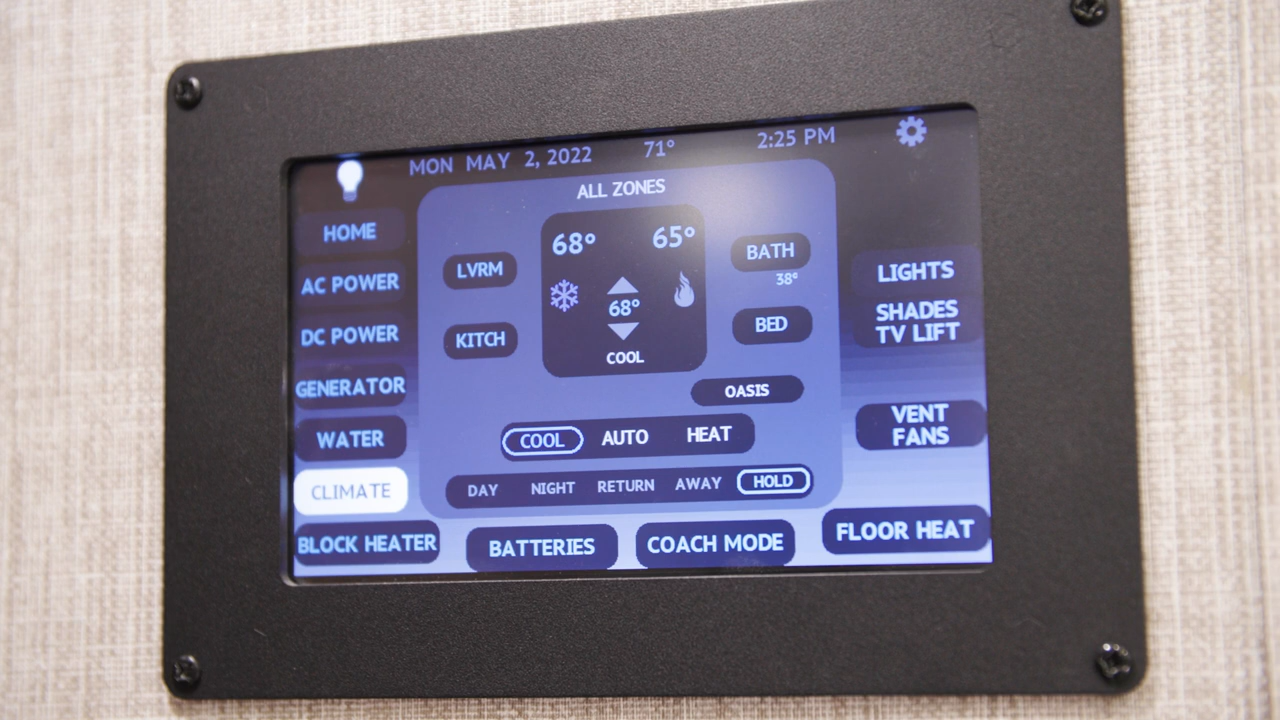 MON MAY 2, 2022 71° 2:25 PM
ALL ZONES
HOME
AC POWER
DC POWER
GENERATOR
WATER
CLIMATE
BLOCK HEATER
LVRM
KITCH
68° 65°
68°
COOL
BATH
38°
BED
OASIS
COOL AUTO HEAT
DAY NIGHT RETURN AWAY HOLD
BATTERIES
COACH MODE
LIGHTS
SHADES
TV LIFT
VENT
FANS
FLOOR HEAT